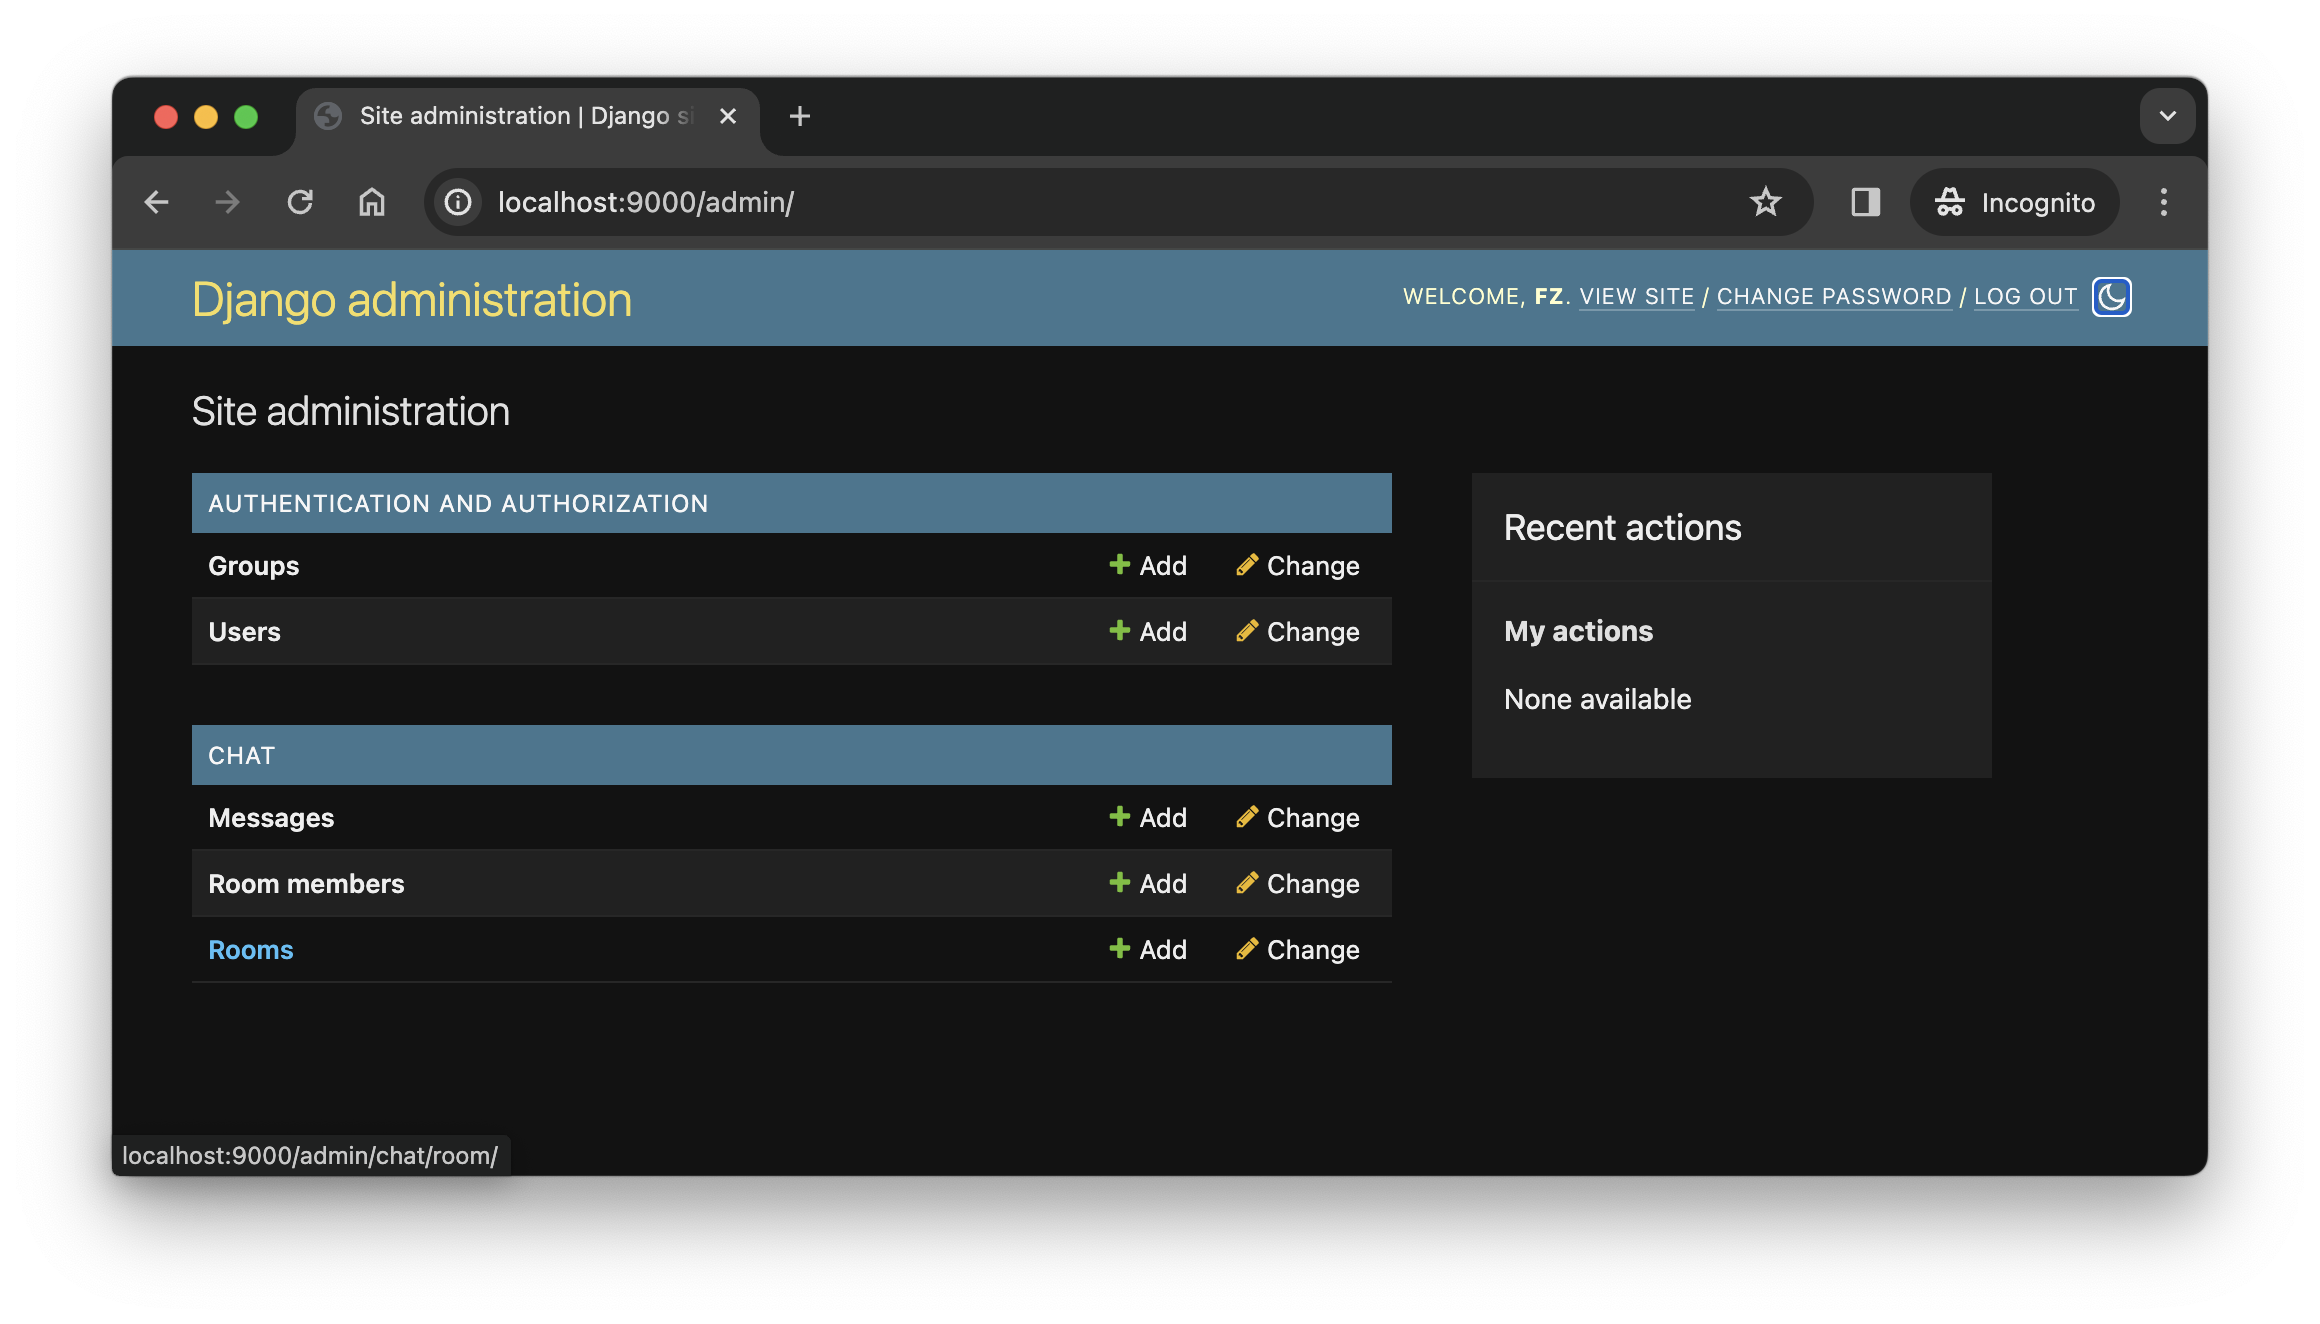 Site administration | Django si
localhost:9000/admin/
Incognito
Django administration
WELCOME, FZ. VIEW SITE / CHANGE PASSWORD / LOG OUT
Site administration
AUTHENTICATION AND AUTHORIZATION
Groups Add Change
Users Add Change
CHAT
Messages Add Change
Room members Add Change
Rooms Add Change
Recent actions
My actions
None available
localhost:9000/admin/chat/room/